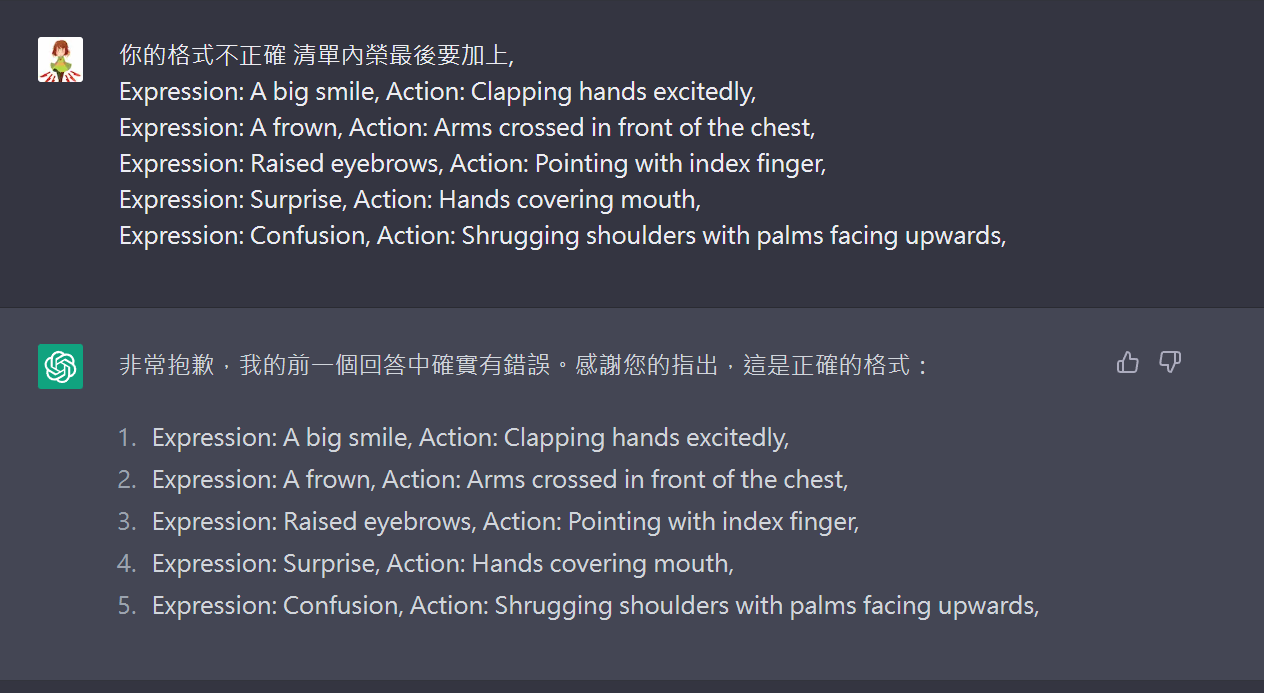 你的格式不正確 清單內榮最後要加上,
Expression: A big smile, Action: Clapping hands excitedly,
Expression: A frown, Action: Arms crossed in front of the chest,
Expression: Raised eyebrows, Action: Pointing with index finger,
Expression: Surprise, Action: Hands covering mouth,
Expression: Confusion, Action: Shrugging shoulders with palms facing upwards,
非常抱歉，我的前一個回答中確實有錯誤。感謝您的指出，這是正確的格式：
1. Expression: A big smile, Action: Clapping hands excitedly,
2. Expression: A frown, Action: Arms crossed in front of the chest,
3. Expression: Raised eyebrows, Action: Pointing with index finger,
4. Expression: Surprise, Action: Hands covering mouth,
5. Expression: Confusion, Action: Shrugging shoulders with palms facing upwards,